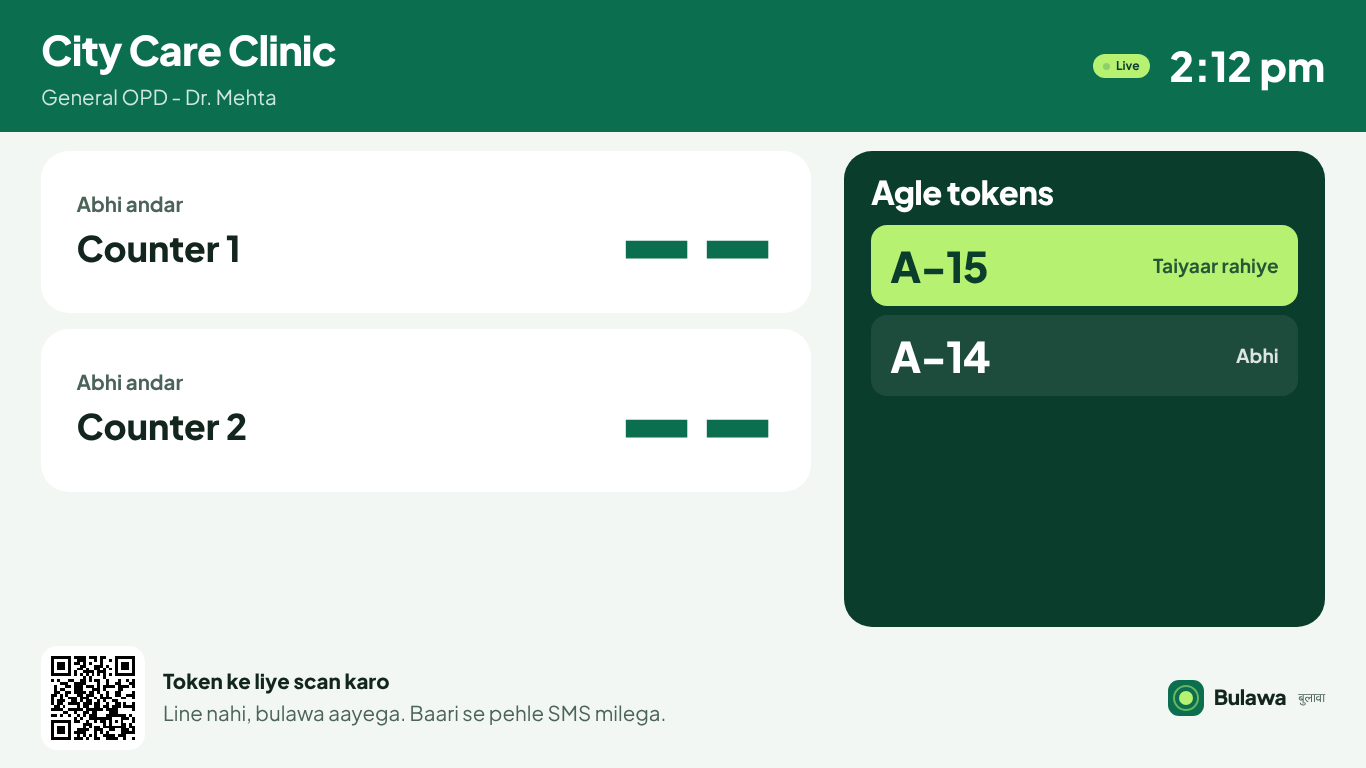 City Care Clinic
General OPD - Dr. Mehta
Live
2:12 pm
Abhi andar
Counter 1
– –
Abhi andar
Counter 2
– –
Agle tokens
A-15
Taiyaar rahiye
A-14
Abhi
Token ke liye scan karo
Line nahi, bulawa aayega. Baari se pehle SMS milega.
Bulawa
बुलावा